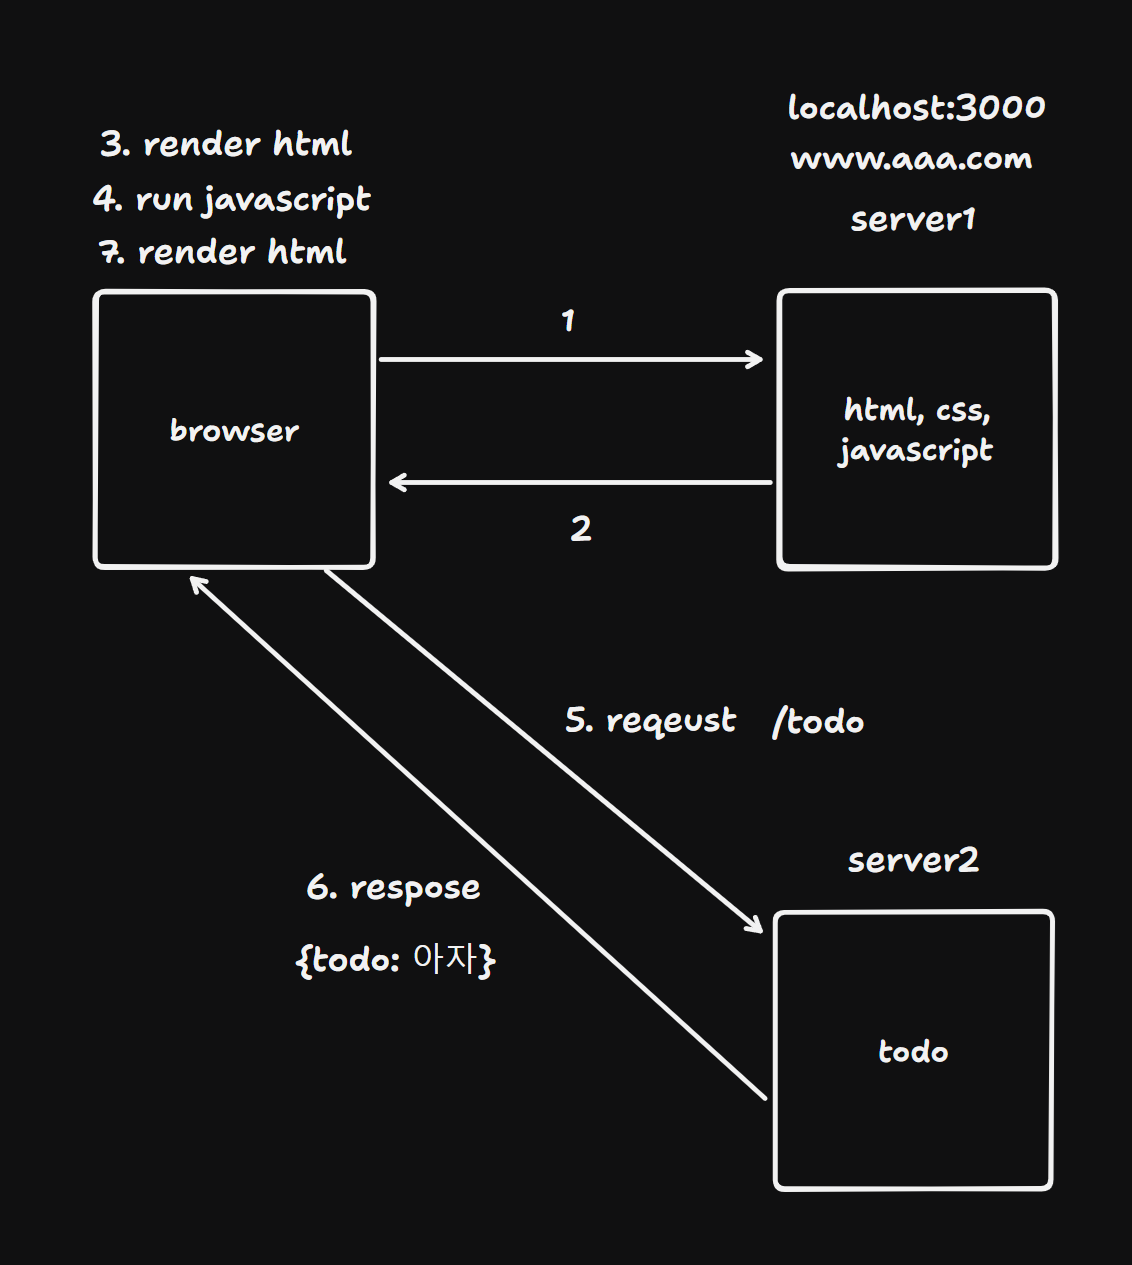 localhost:3000
www.aaa.com
server1
3. render html
4. run javascript
7. render html
1
browser
html, css,
javascript
2
5. reqeust /todo
server2
6. respose
{todo: 아자}
todo